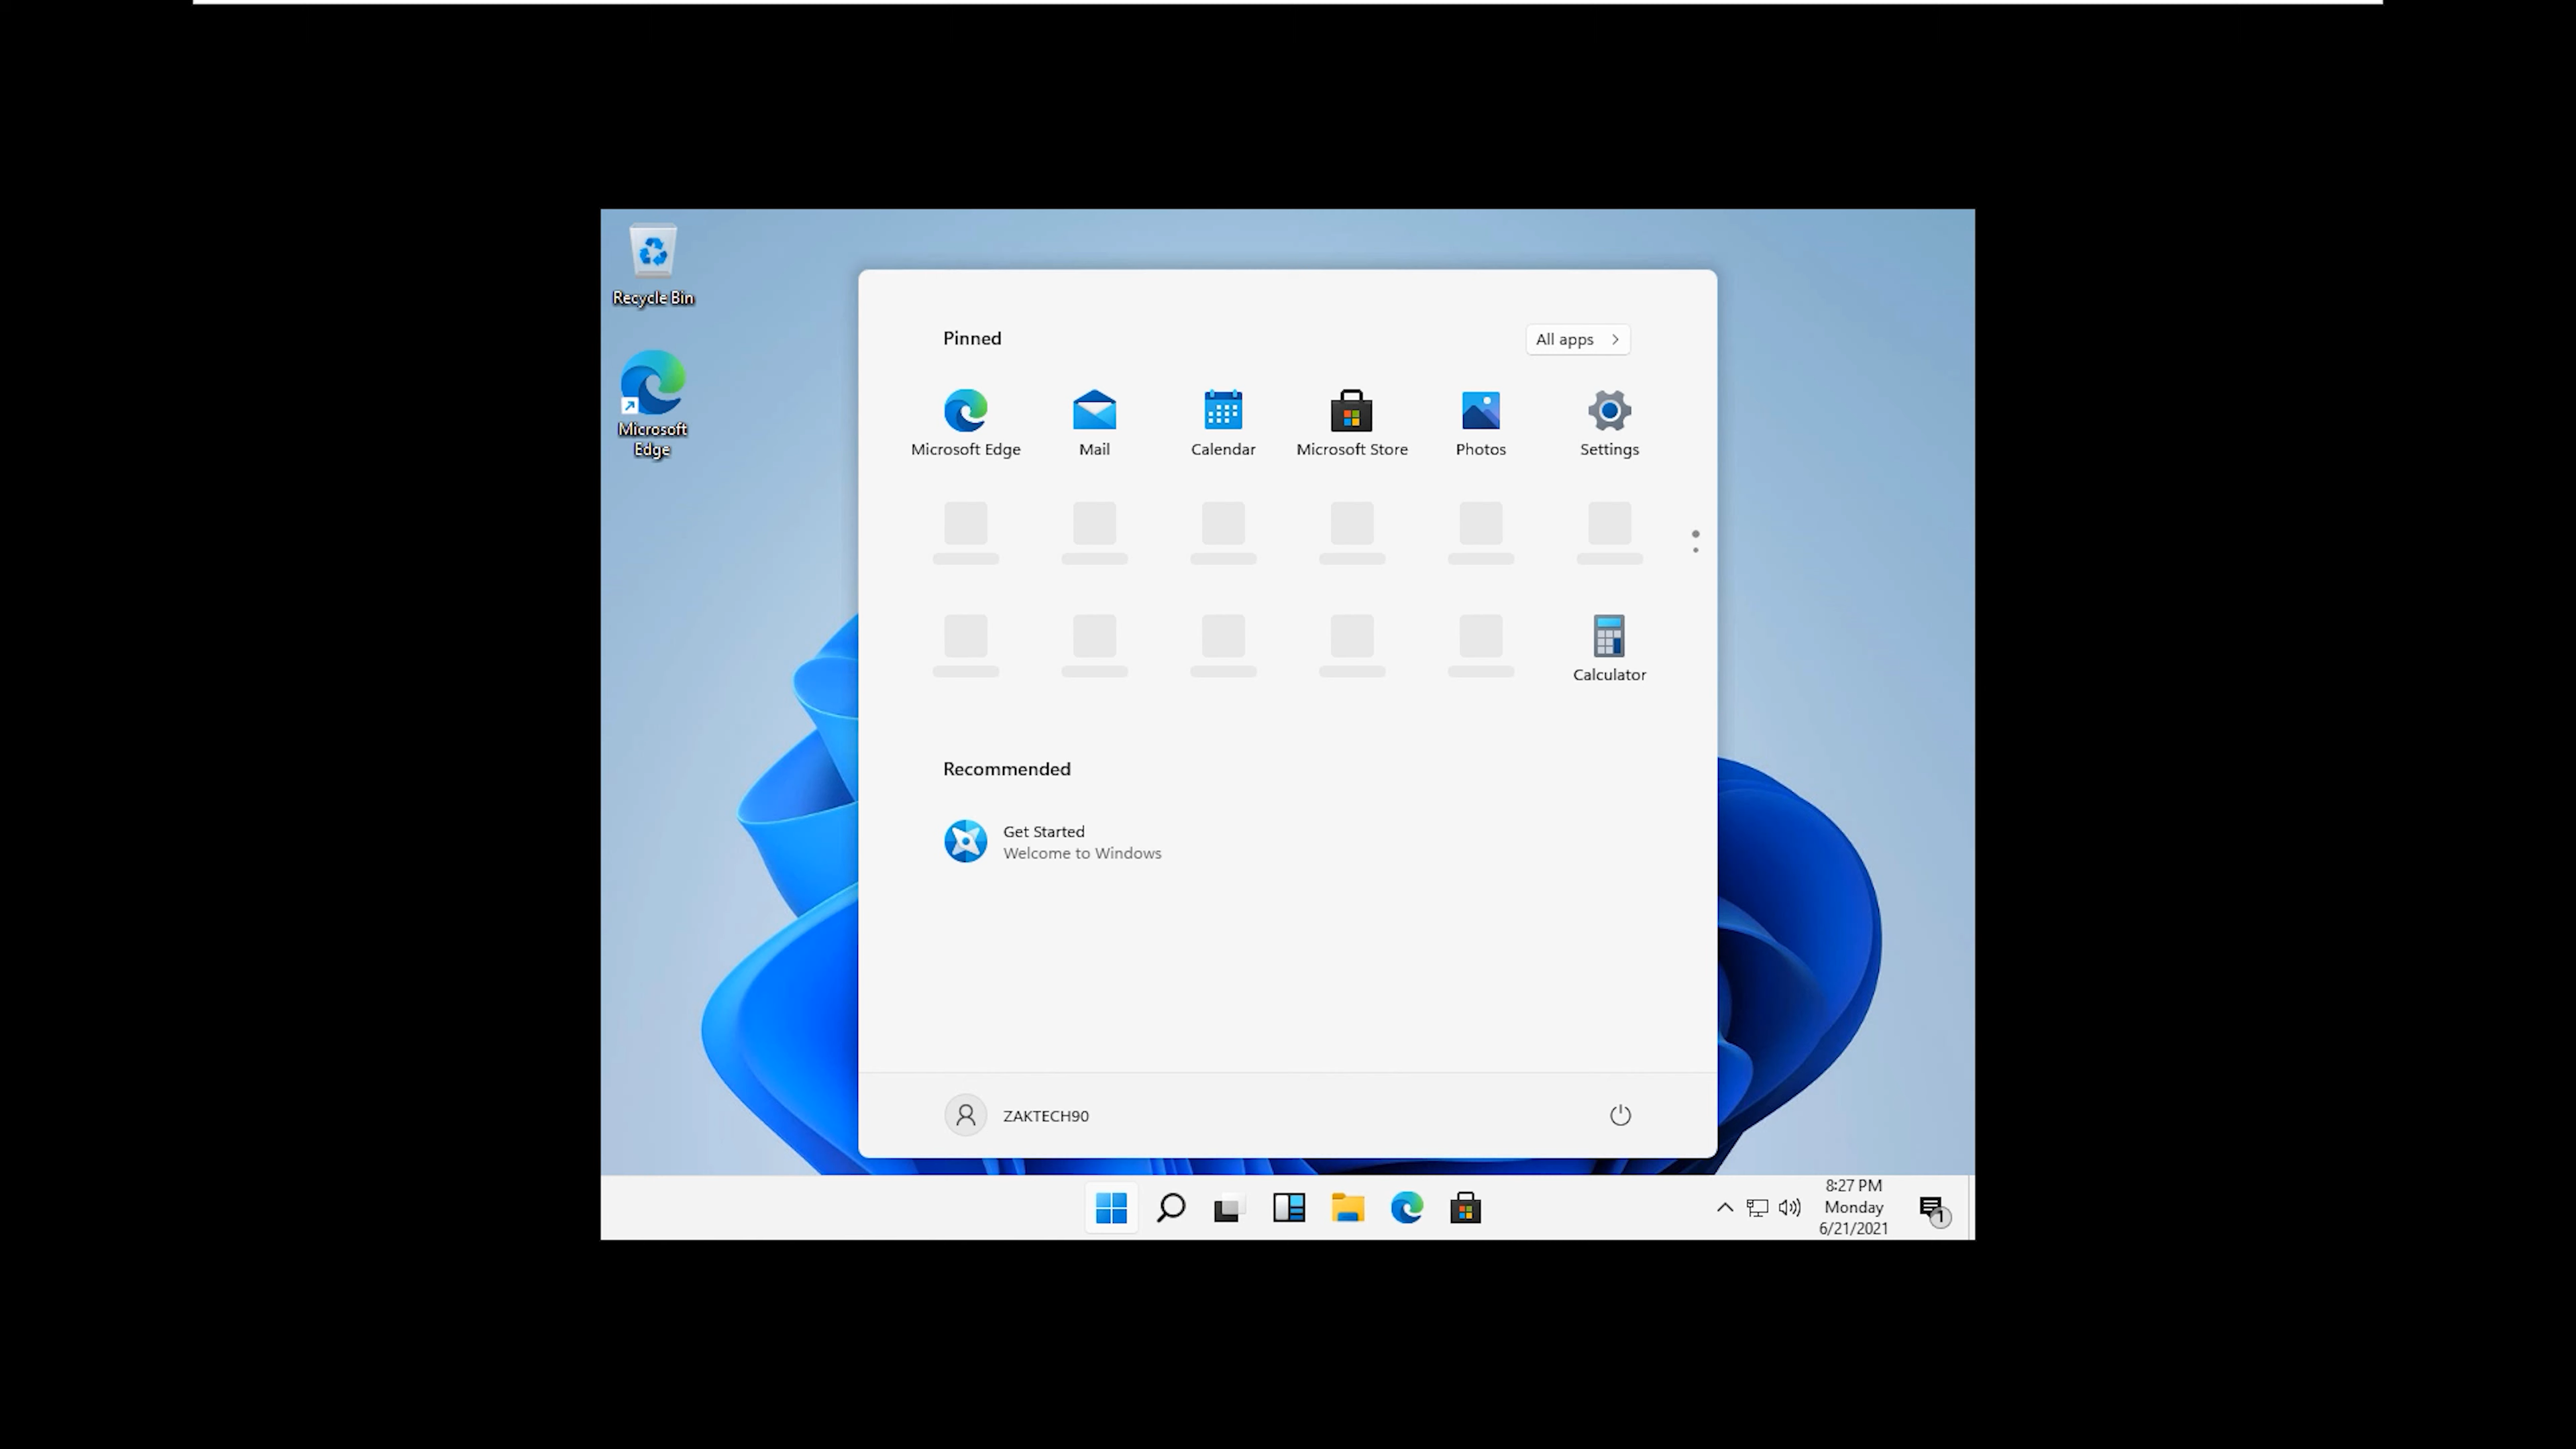 Recycle Bin
Microsoft
Edge
Pinned
All apps
Microsoft Edge
Mail
Calendar
Microsoft Store
Photos
Settings
Calculator
Recommended
Get Started
Welcome to Windows
ZAKTECH90
8:27 PM
Monday
6/21/2021
1